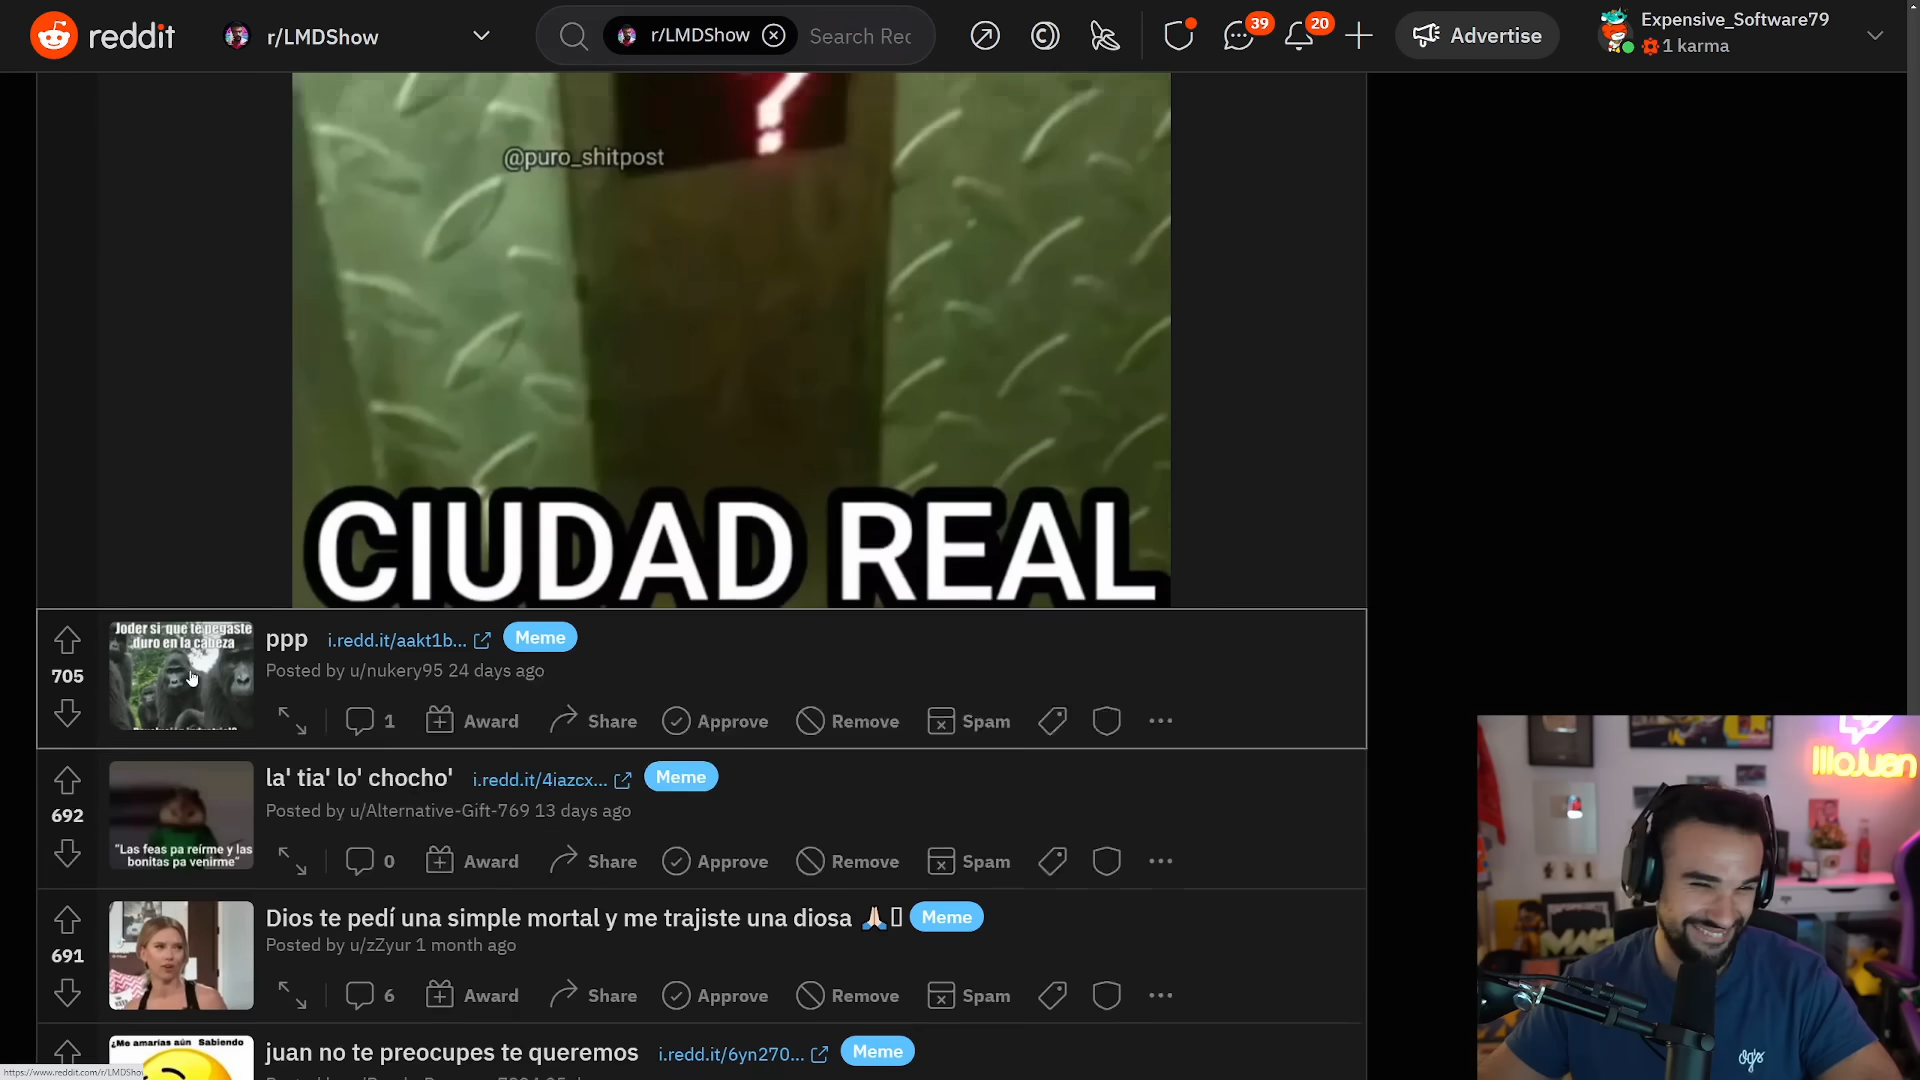 reddit
r/LMDShow
r/LMDShow
Search Rec
39
20
Advertise
Expensive_Software79
1 karma
?
@puro_shitpost
CIUDAD REAL
Joder si que te pegaste
duro en la cabeza
705
ppp
i.redd.it/aakt1b...
Meme
Posted by u/nukery95 24 days ago
1
Award
Share
Approve
Remove
Spam
la' tia' lo' chocho'
i.redd.it/4iazcx...
Meme
692
Posted by u/Alternative-Gift-769 13 days ago
"Las feas pa reírme y las
bonitas pa venirme"
0
Award
Share
Approve
Remove
Spam
Dios te pedí una simple mortal y me trajiste una diosa 🙏🏻
Meme
Posted by u/zZyur 1 month ago
691
6
Award
Share
Approve
Remove
Spam
¿Me amarías aún Sabiendo
juan no te preocupes te queremos
i.redd.it/6yn270...
Meme
https://www.reddit.com/r/LMDSho
IlloJuan